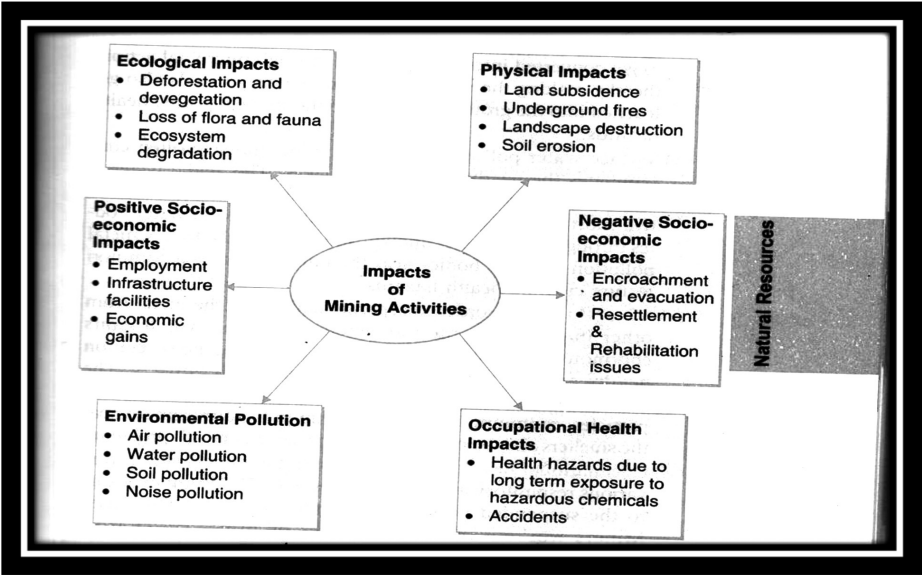 Ecological Impacts
• Deforestation and
devegetation
• Loss of flora and fauna
• Ecosystem
degradation
Physical Impacts
• Land subsidence
• Underground fires
• Landscape destruction
• Soil erosion
Positive Socio-
economic
Impacts
• Employment
• Infrastructure
facilities
• Economic
gains
Impacts
of
Mining Activities
Negative Socio-
economic
Impacts
• Encroachment
and evacuation
• Resettlement
&
Rehabilitation
issues
Natural Resources
Environmental Pollution
• Air pollution
• Water pollution
• Soil pollution
• Noise pollution
Occupational Health
Impacts
• Health hazards due to
long term exposure to
hazardous chemicals
• Accidents